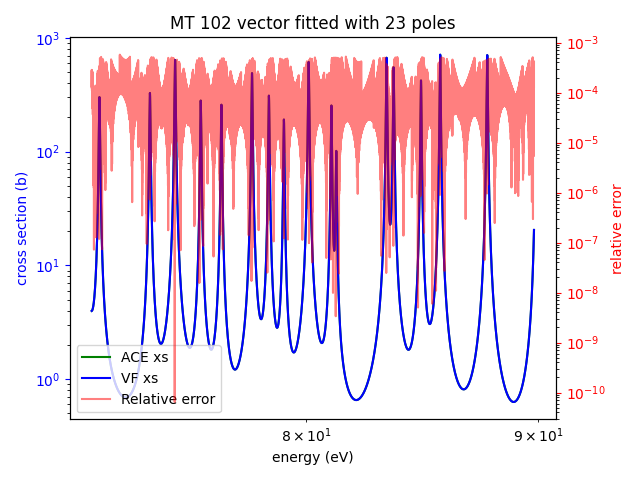 MT 102 vector fitted with 23 poles
10³
10²
10¹
10⁰
cross section (b)
10⁻³
10⁻⁴
10⁻⁵
10⁻⁶
10⁻⁷
10⁻⁸
10⁻⁹
10⁻¹⁰
relative error
ACE xs
VF xs
Relative error
8 × 10¹
9 × 10¹
energy (eV)